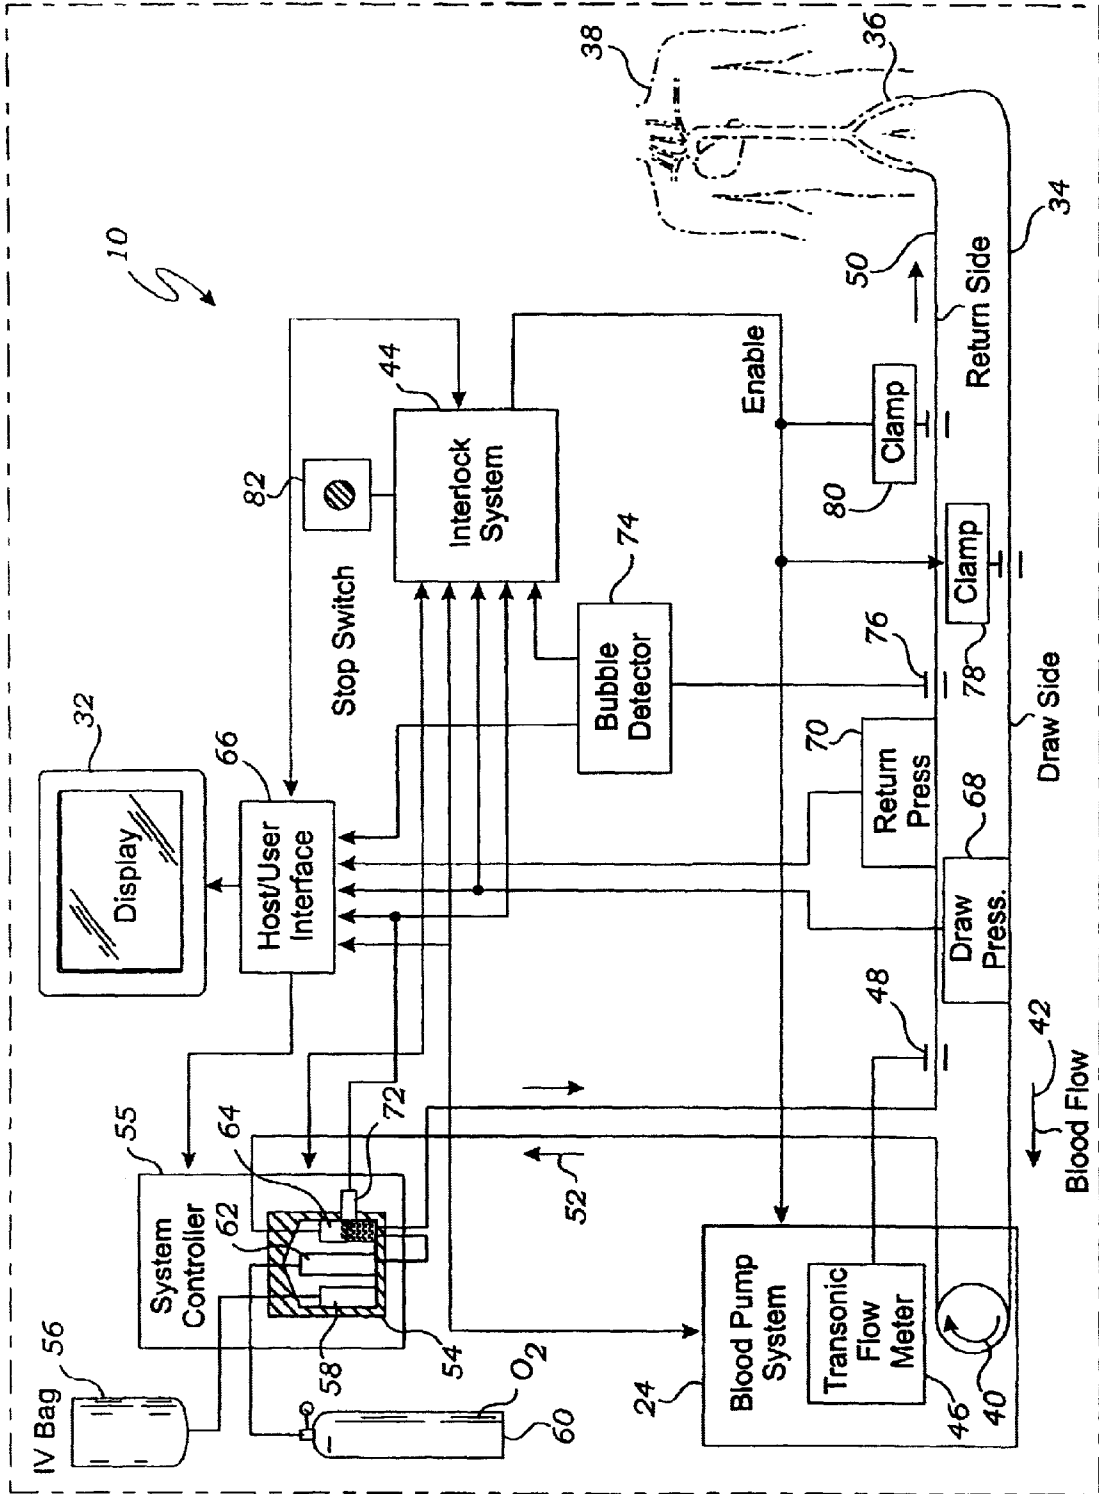 IV Bag
56
System
Controller
55
62
64
72
58
54
O2
60
52
Display
32
Host/User
Interface
66
Stop Switch
82
Interlock
System
44
10
Bubble
Detector
74
Enable
Clamp
80
Clamp
78
76
Return
Press
70
Draw
Press.
68
48
Blood Pump
System
24
Transonic
Flow
Meter
46
40
42
Blood Flow
Draw Side
Return Side
50
34
36
38